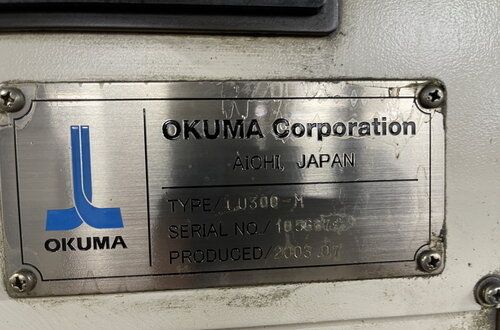 OKUMA Corporation
AICHI, JAPAN
TYPE/LU300-M
SERIAL NO./
PRODUCED/2003.07
OKUMA